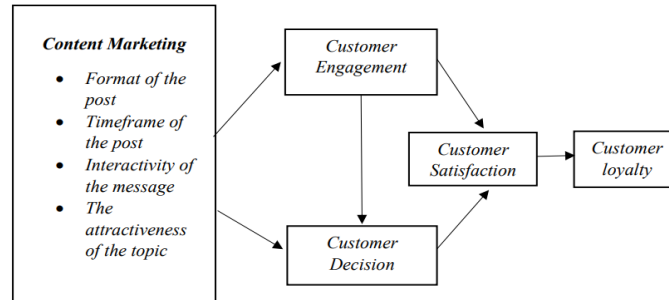 Content Marketing
• Format of the
post
• Timeframe of
the post
• Interactivity of
the message
• The
attractiveness
of the topic
Customer
Engagement
Customer
Decision
Customer
Satisfaction
Customer
loyalty